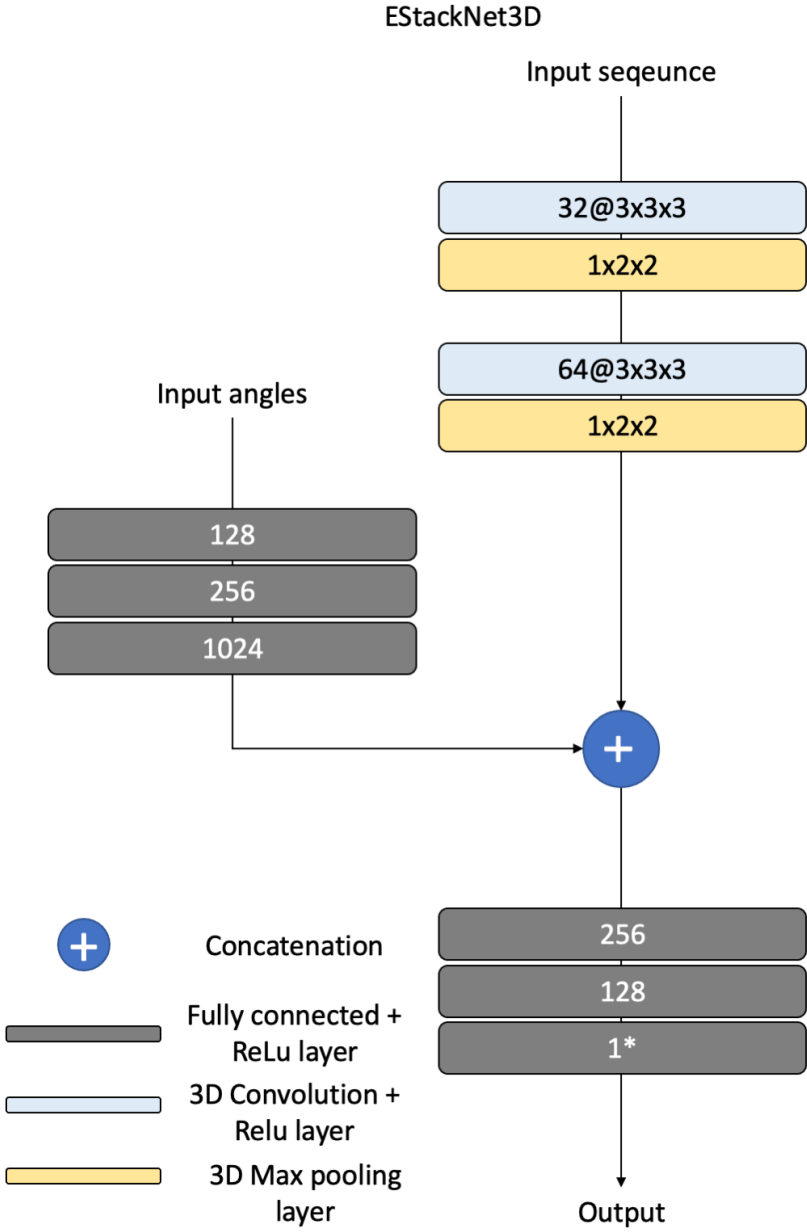 EStackNet3D
Input seqeunce
32@3x3x3
1x2x2
64@3x3x3
1x2x2
Input angles
128
256
1024
+
256
128
1*
Output
+
Concatenation
Fully connected +
ReLu layer
3D Convolution +
Relu layer
3D Max pooling
layer